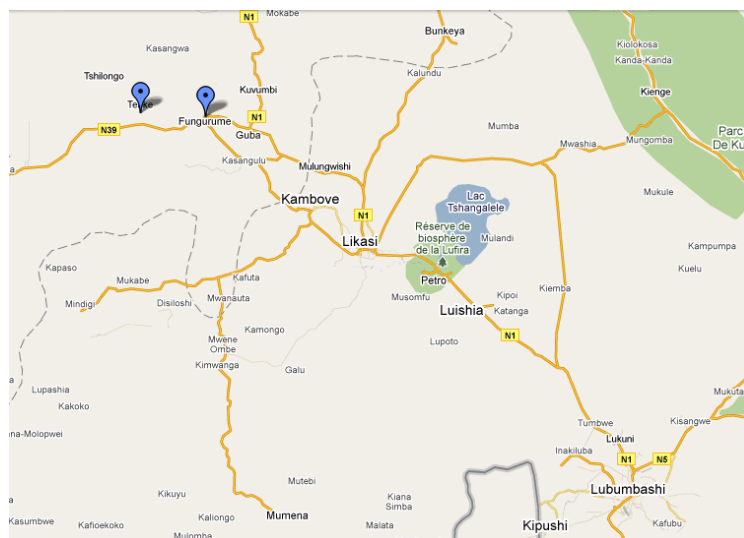 N1
Mokabe
Bunkeya
Kasangwa
Kiolokosa
Kanda-Kanda
Tshilongo
Kalundu
Kuvumbi
Kienge
Tenke
N1
Fungurume
N39
Guba
Mumba
Parc
De Ku
Mungomba
Mwashia
Kasangulu
Mulungwishi
Kambove
Lac
Tshangalele
Mukule
N1
Likasi
Réserve de
biosphère
de la Lufira
Mulandi
Kampumpa
Kapaso
Kuelu
Mukabe
Kafuta
Petro
Kiemba
Mindigi
Disiloshi
Mwanauta
Musomfu
Kipoi
Luishia
Katanga
Kamongo
N1
Mwene
Ombe
Lupoto
Kimwanga
Galu
Lupashia
Mukuta
Kakoko
Tumbwe
Kisangwe
na-Molopwei
Lukuni
Inakiluba
N1
N5
Mutebi
Lubumbashi
Kikuyu
Kiana
Simba
Kasumbwe
Kafioekoko
Kaliongo
Mumena
Malata
Kipushi
Kafubu
Mulomba